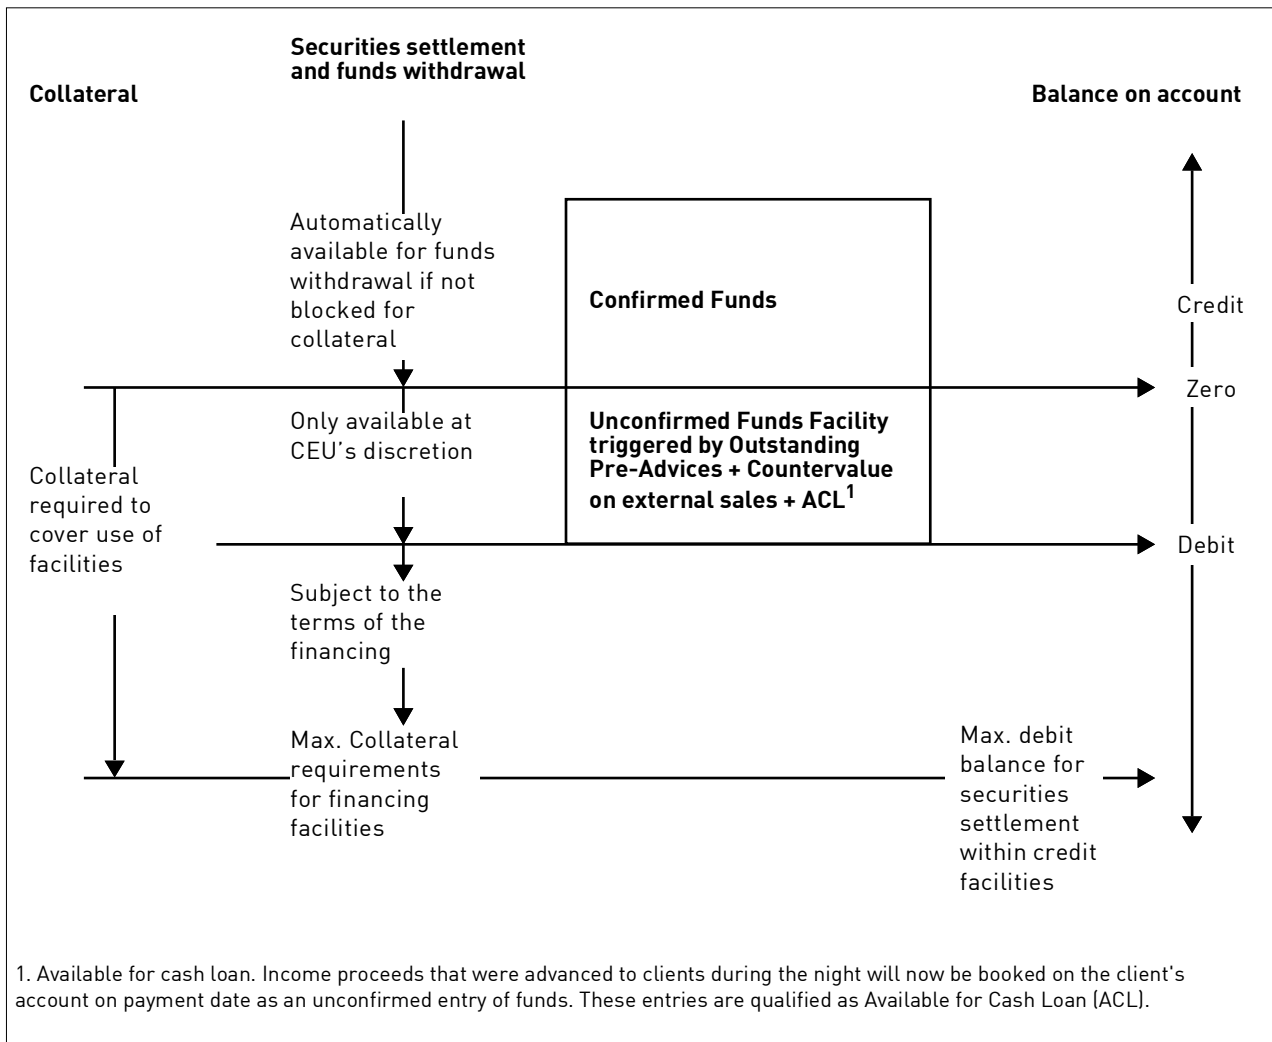 Securities settlement
and funds withdrawal
Collateral
Balance on account
Automatically
available for funds
withdrawal if not
blocked for
collateral
Confirmed Funds
Credit
Zero
Only available at
CEU’s discretion
Unconfirmed Funds Facility
triggered by Outstanding
Pre-Advices + Countervalue
on external sales + ACL1
Collateral
required to
cover use of
facilities
Debit
Subject to the
terms of the
financing
Max. Collateral
requirements
for financing
facilities
Max. debit
balance for
securities
settlement
within credit
facilities
1. Available for cash loan. Income proceeds that were advanced to clients during the night will now be booked on the client's
account on payment date as an unconfirmed entry of funds. These entries are qualified as Available for Cash Loan (ACL).